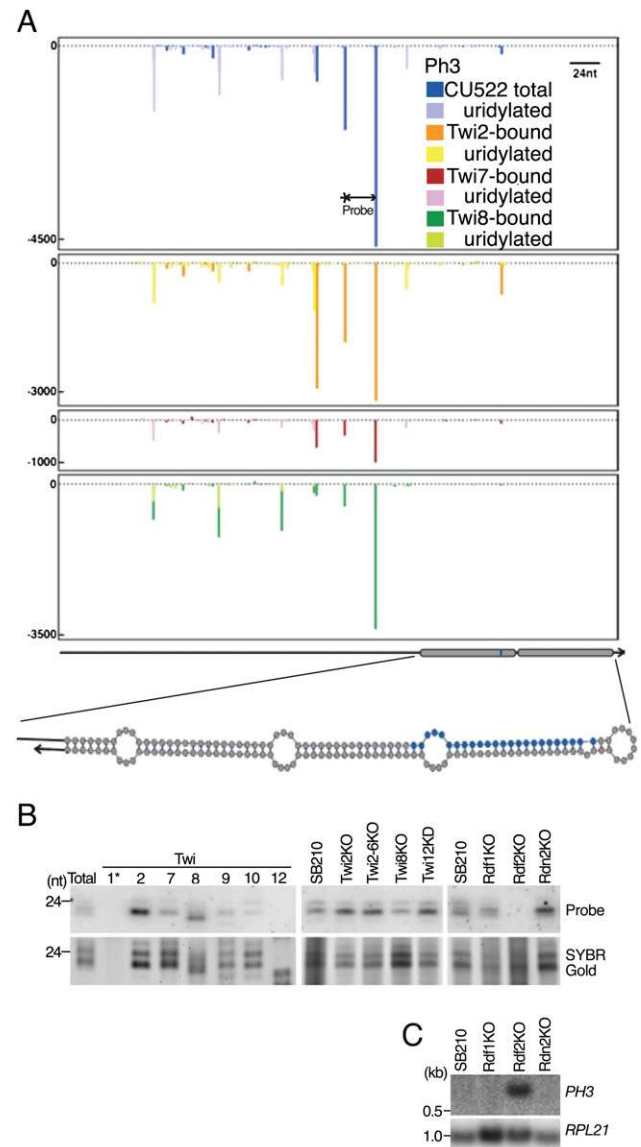 A
0
Ph3
24nt
CU522 total
uridylated
Twi2-bound
uridylated
Twi7-bound
uridylated
Twi8-bound
uridylated
Probe
-4500
0
-3000
0
-1000
0
-3500
B
Twi
(nt) Total 1* 2 7 8 9 10 12 SB210 Twi2KO Twi2-6KO Twi8KO Twi12KD SB210 Rdf1KO Rdf2KO Rdn2KO
24
Probe
24
SYBR
Gold
C
SB210 Rdf1KO Rdf2KO Rdn2KO
(kb)
PH3
0.5
1.0
RPL21